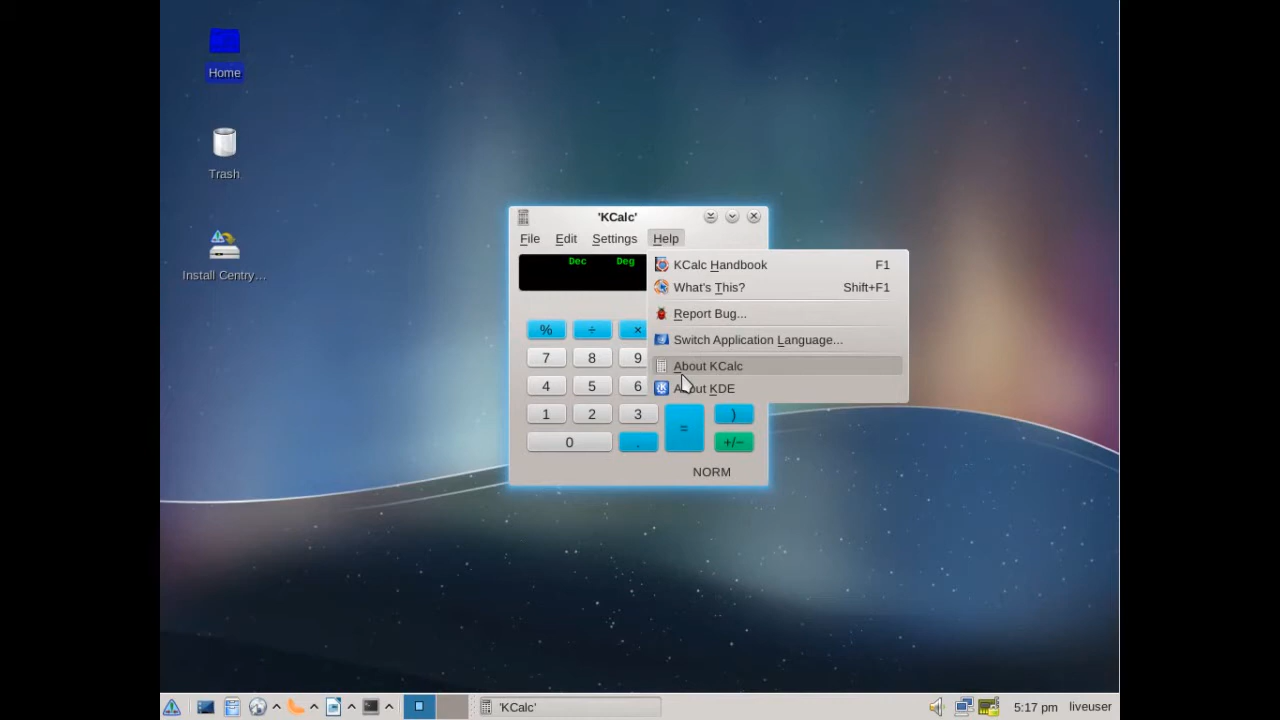 Home
Trash
Install Centry...
'KCalc'
File Edit Settings Help
Dec Deg
KCalc Handbook F1
What's This? Shift+F1
Report Bug...
Switch Application Language...
About KCalc
About KDE
% ÷ ×
7 8 9
4 5 6
1 2 3 = )
0 . +/−
NORM
'KCalc' 5:17 pm liveuser